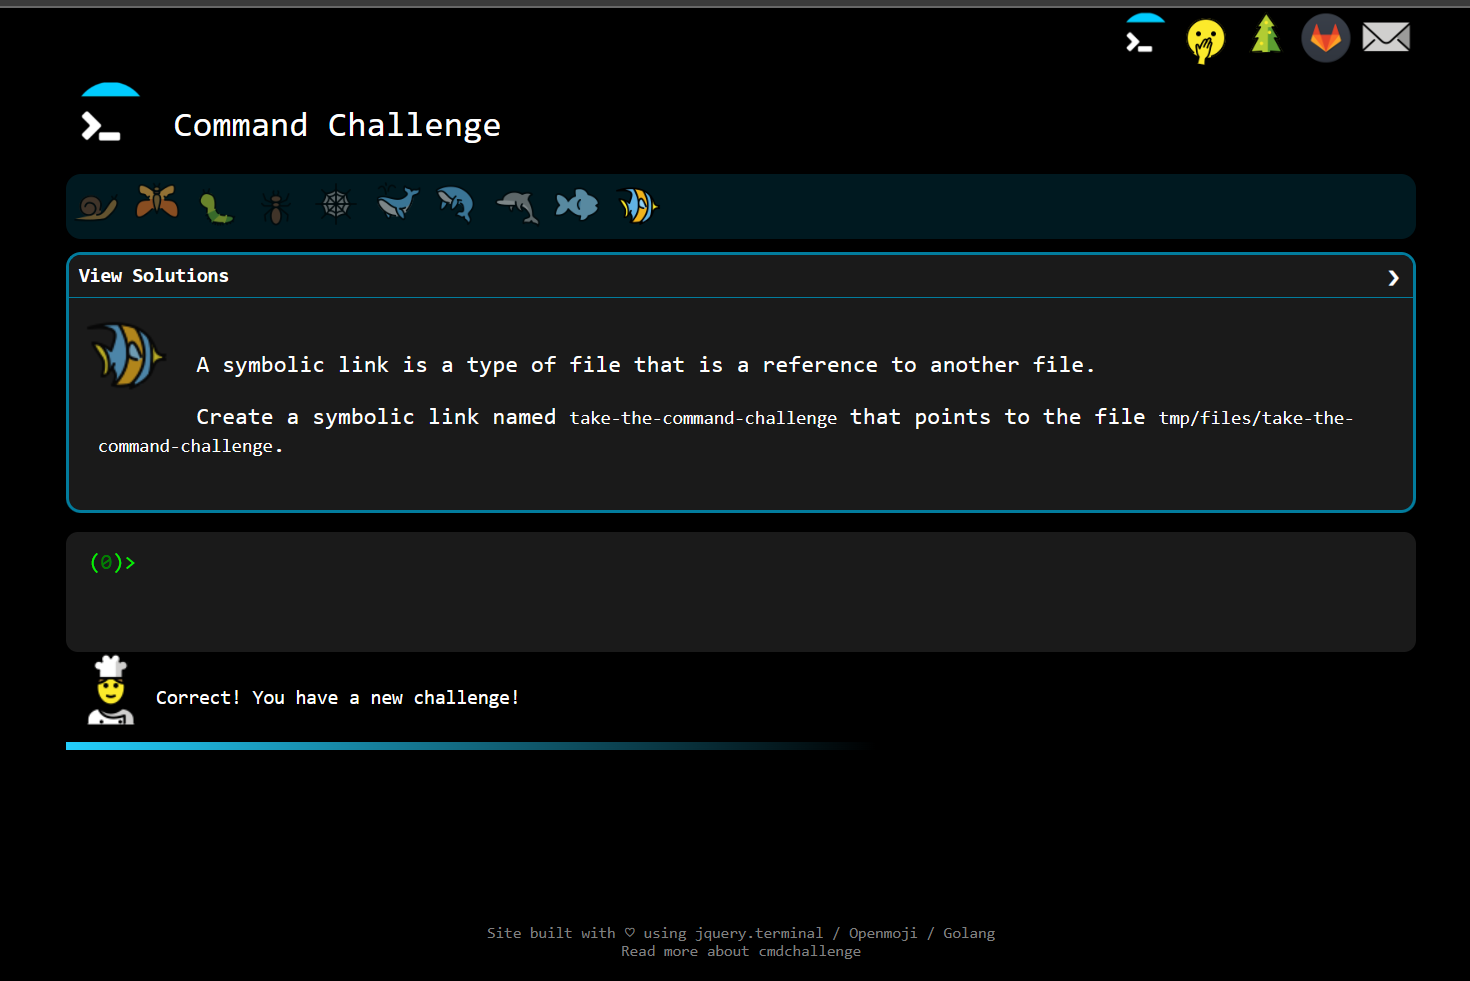 Command Challenge
View Solutions
A symbolic link is a type of file that is a reference to another file.
Create a symbolic link named take-the-command-challenge that points to the file tmp/files/take-the-
command-challenge.
(0)>
Correct! You have a new challenge!
Site built with ♡ using jquery.terminal / Openmoji / Golang
Read more about cmdchallenge